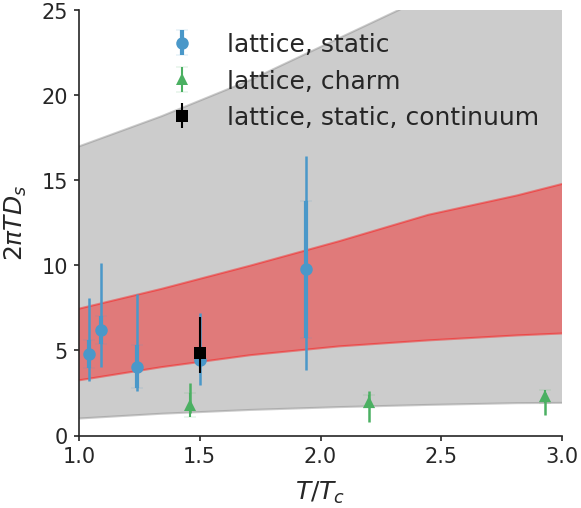 25
20
15
10
5
0
2πTD_s
lattice, static
lattice, charm
lattice, static, continuum
1.0 1.5 2.0 2.5 3.0
T/T_c